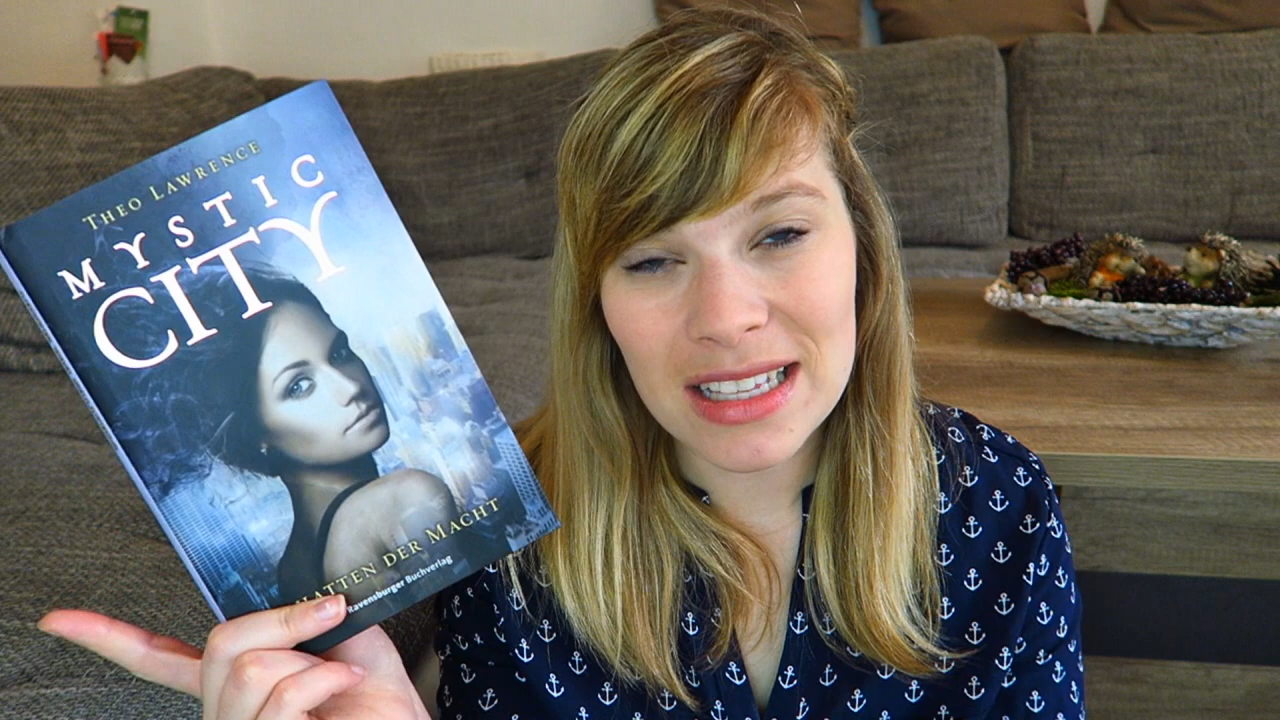 THEO LAWRENCE
MYSTIC
CITY
DER MACHT
Ravensburger Buchverlag